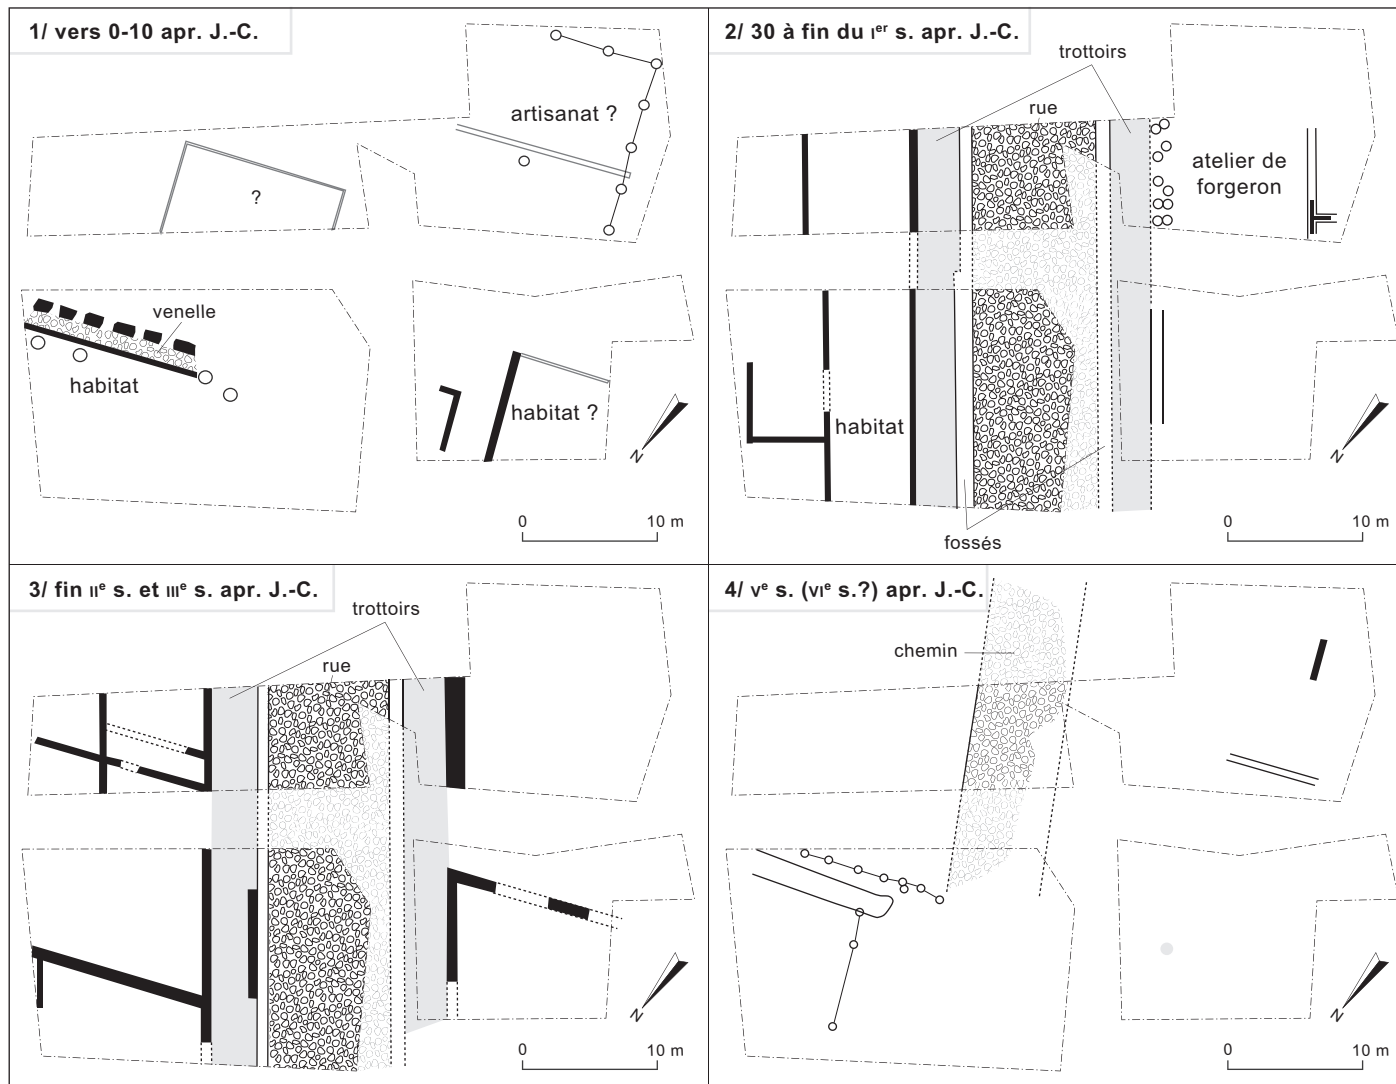 1/ vers 0-10 apr. J.-C.
artisanat ?
?
venelle
habitat
habitat ?
N
0 10 m
2/ 30 à fin du Ier s. apr. J.-C.
trottoirs
rue
atelier de
forgeron
habitat
fossés
N
0 10 m
3/ fin IIe s. et IIIe s. apr. J.-C.
trottoirs
rue
N
0 10 m
4/ Ve s. (VIe s.?) apr. J.-C.
chemin
N
0 10 m